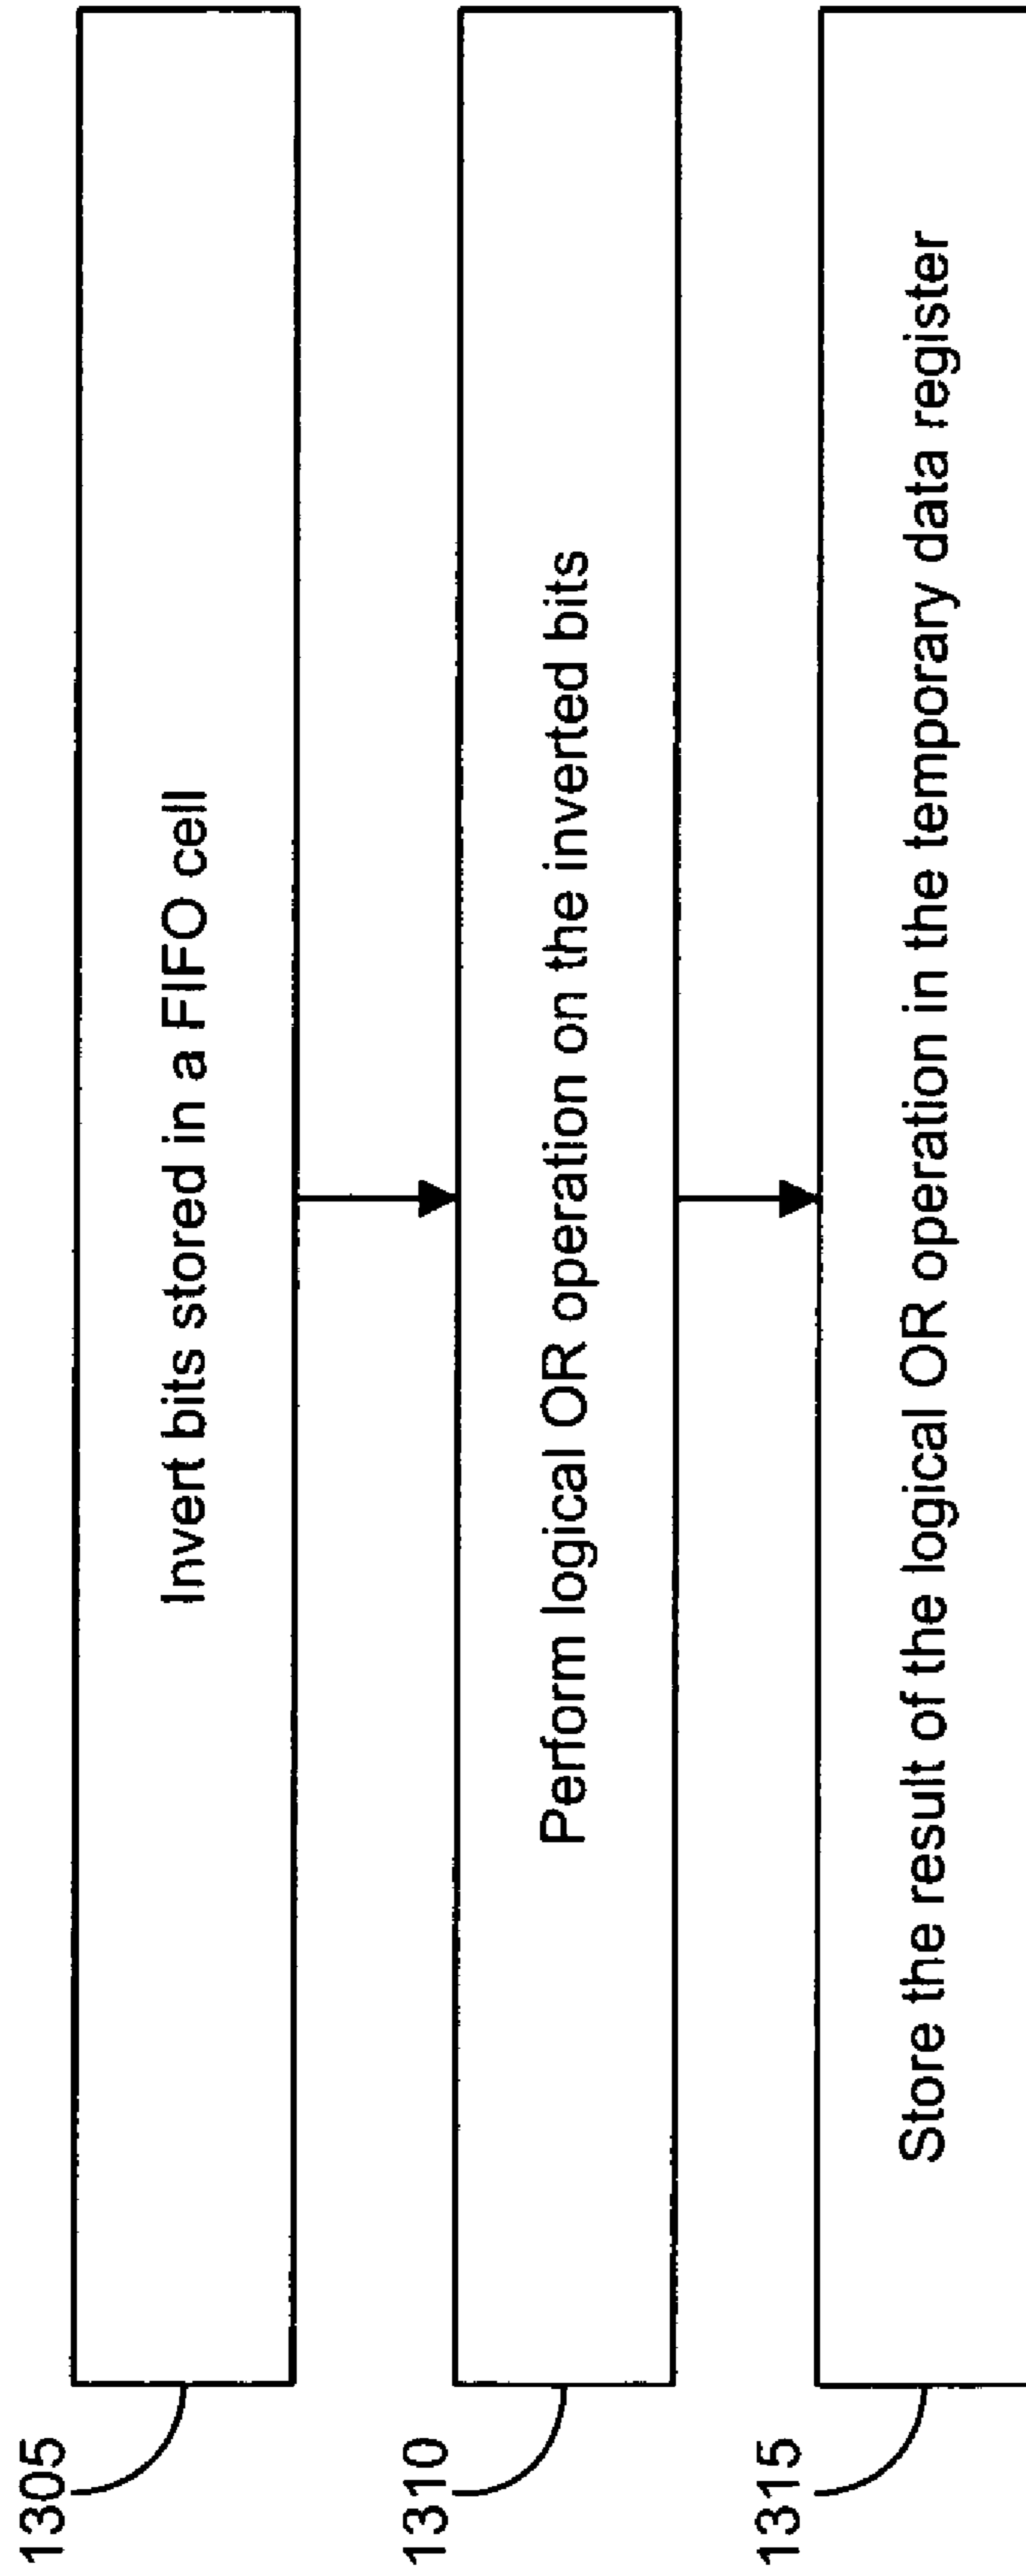 1305
Invert bits stored in a FIFO cell
1310
Perform logical OR operation on the inverted bits
1315
Store the result of the logical OR operation in the temporary data register